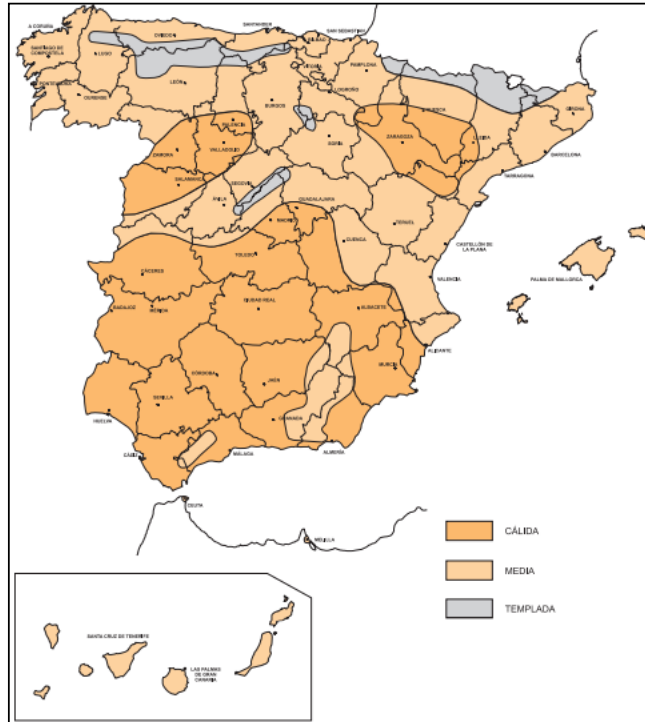 A CORUÑA
SANTANDER
SAN SEBASTIAN
OVIEDO
BILBAO
SANTIAGO DE
COMPOSTELA
LUGO
VITORIA
PAMPLONA
PONTEVEDRA
LEÓN
LOGROÑO
OURENSE
BURGOS
HUESCA
GIRONA
PALENCIA
ZARAGOZA
LLEIDA
ZAMORA
VALLADOLID
SORIA
BARCELONA
TARRAGONA
SALAMANCA
SEGOVIA
ÁVILA
GUADALAJARA
MADRID
TERUEL
CUENCA
CASTELLÓN DE
LA PLANA
TOLEDO
CÁCERES
VALENCIA
PALMA DE MALLORCA
BADAJOZ
MÉRIDA
CIUDAD REAL
ALBACETE
ALICANTE
CÓRDOBA
JAÉN
MURCIA
SEVILLA
HUELVA
GRANADA
CÁDIZ
MÁLAGA
ALMERÍA
CEUTA
MELILLA
CÁLIDA
MEDIA
TEMPLADA
SANTA CRUZ DE TENERIFE
LAS PALMAS
DE GRAN
CANARIA